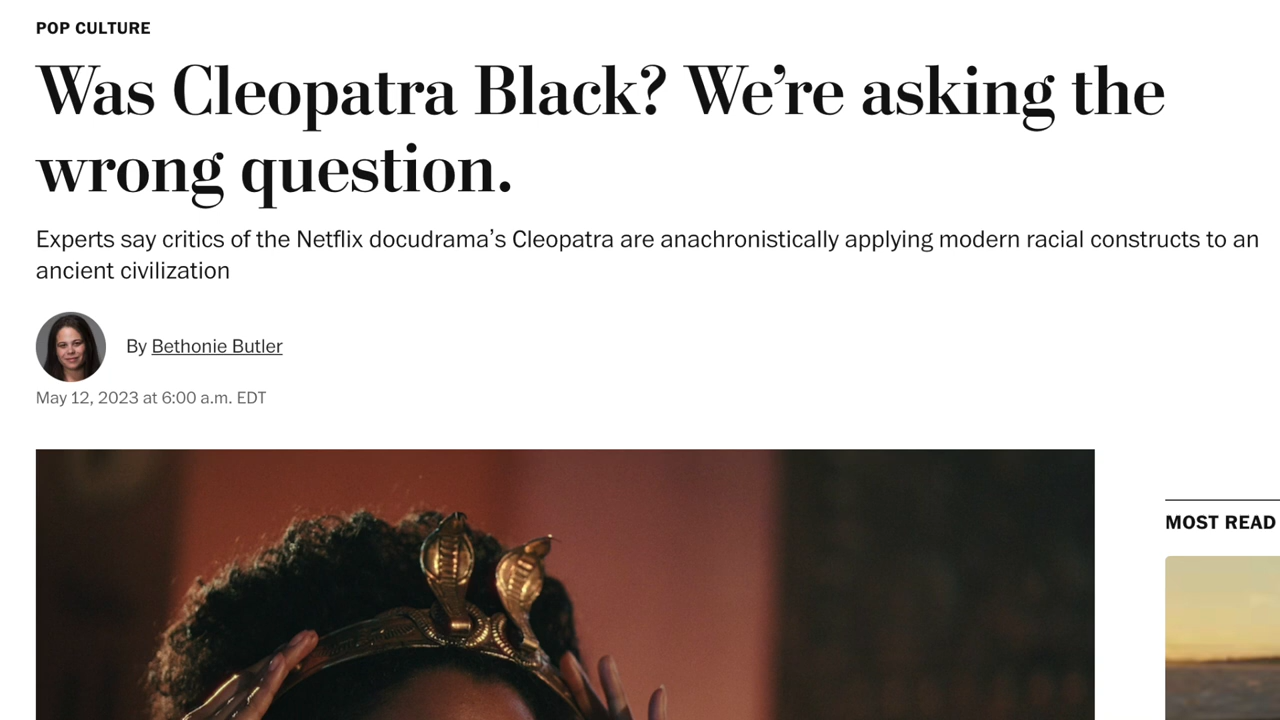 POP CULTURE
Was Cleopatra Black? We’re asking the
wrong question.
Experts say critics of the Netflix docudrama’s Cleopatra are anachronistically applying modern racial constructs to an
ancient civilization
By Bethonie Butler
May 12, 2023 at 6:00 a.m. EDT
MOST READ